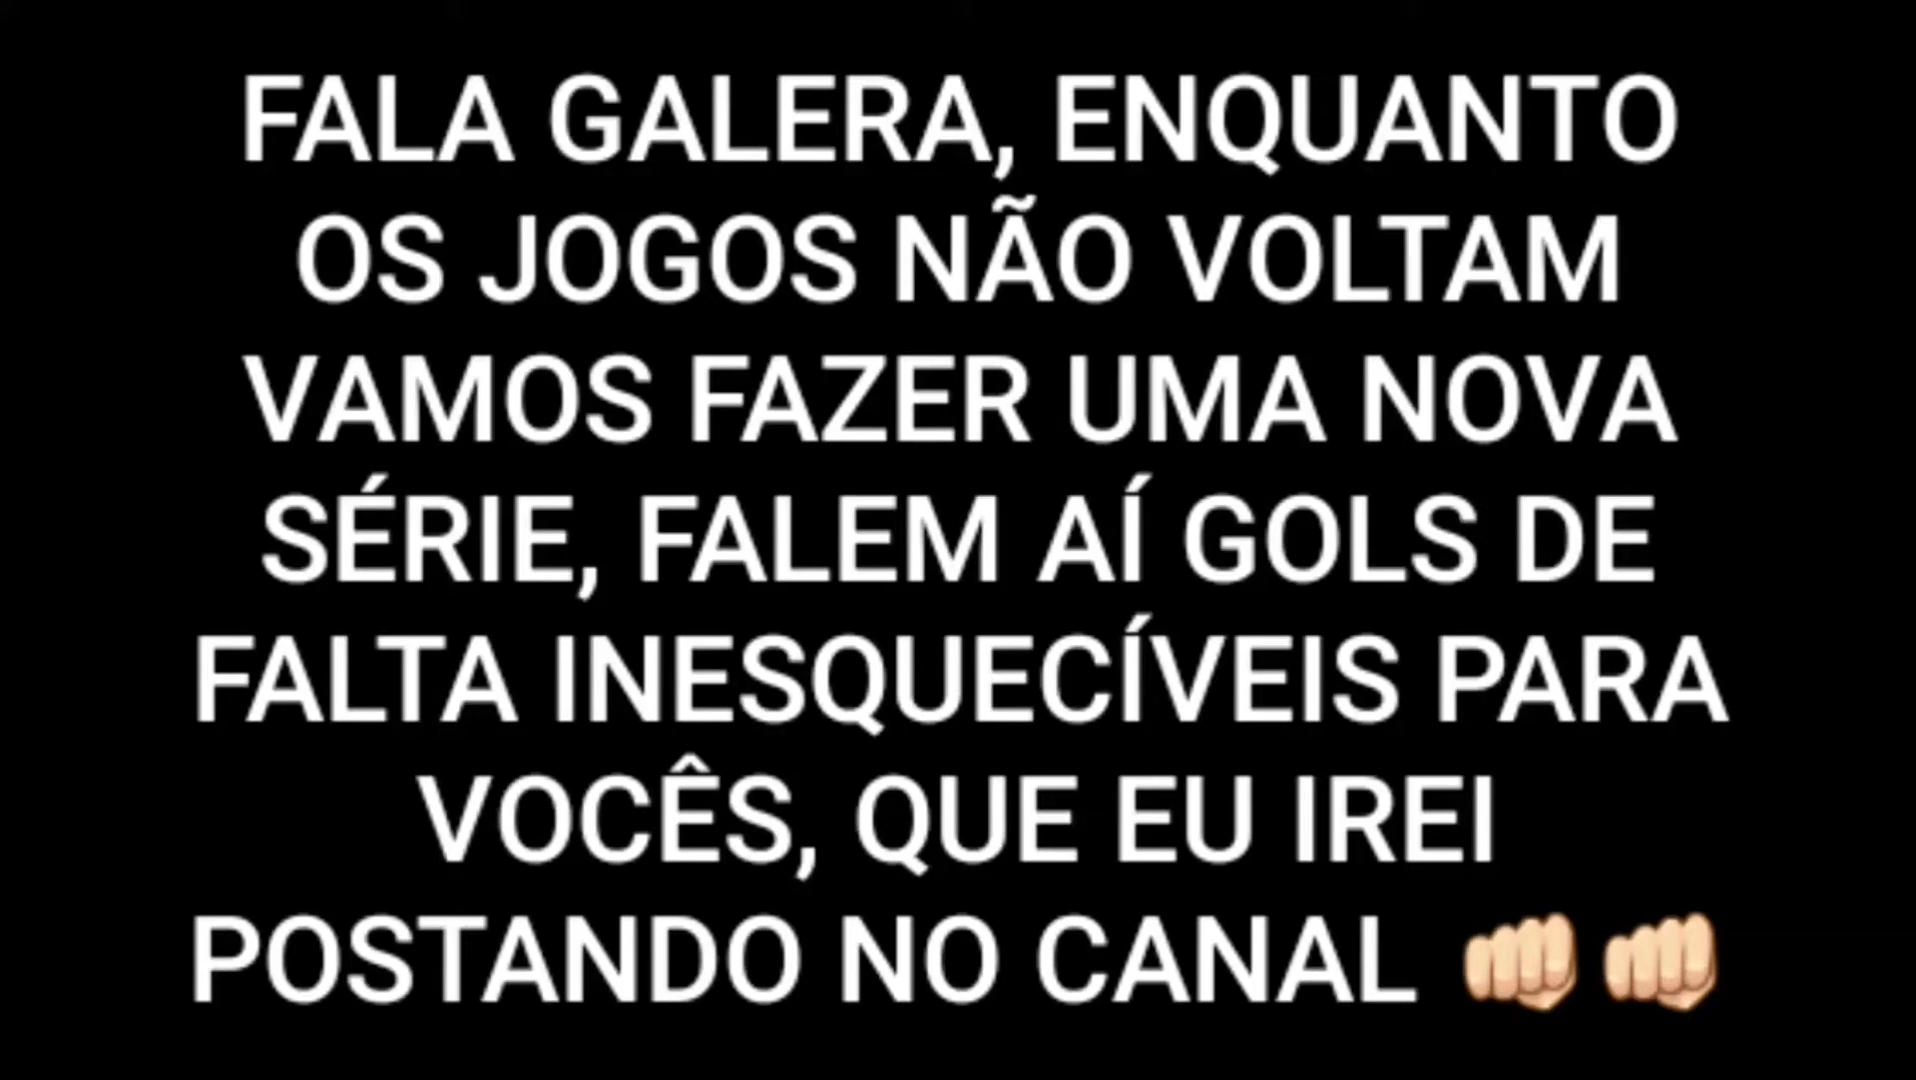 FALA GALERA, ENQUANTO
OS JOGOS NÃO VOLTAM
VAMOS FAZER UMA NOVA
SÉRIE, FALEM AÍ GOLS DE
FALTA INESQUECÍVEIS PARA
VOCÊS, QUE EU IREI
POSTANDO NO CANAL 👊🏼👊🏼